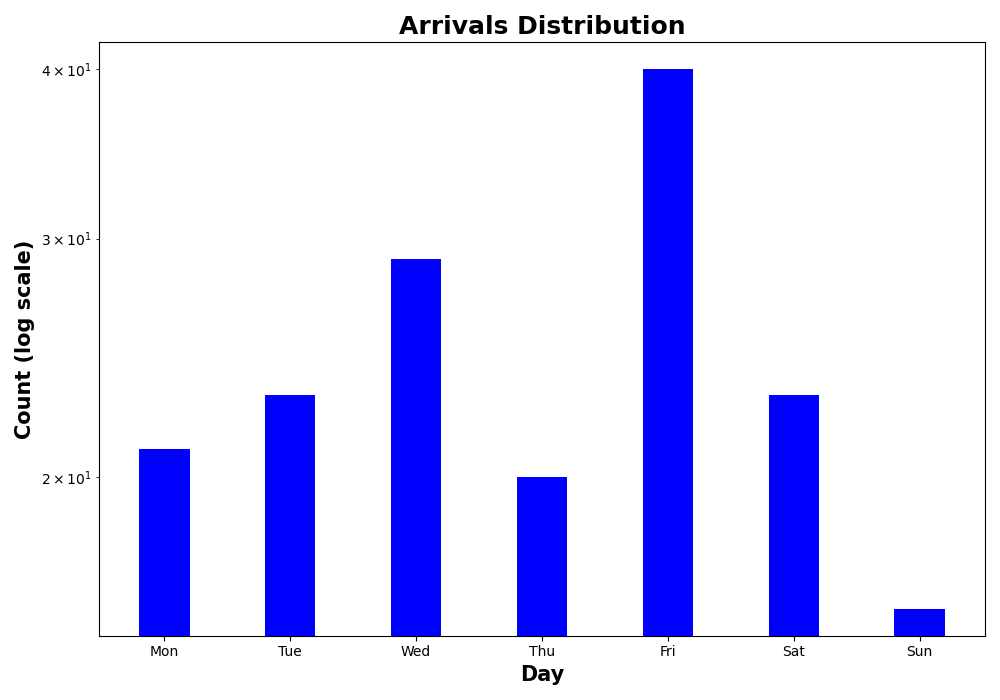 Arrivals Distribution
Count (log scale)
4 × 10¹
3 × 10¹
2 × 10¹
Mon Tue Wed Thu Fri Sat Sun
Day